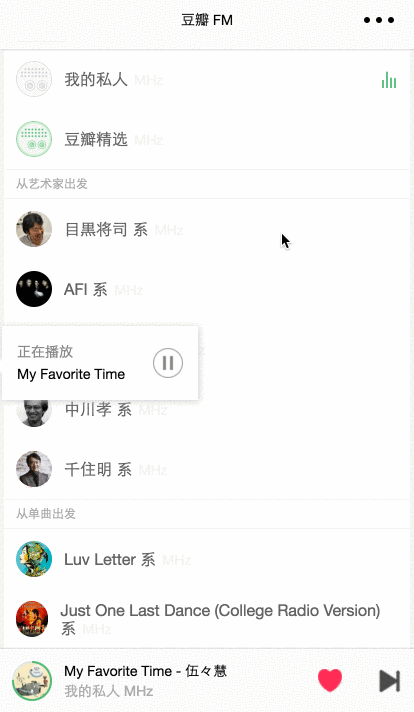 豆瓣 FM
我的私人 MHz
豆瓣精选 MHz
从艺术家出发
目黒将司 系 MHz
AFI 系 MHz
正在播放
My Favorite Time
中川孝 系 MHz
千住明 系 MHz
从单曲出发
Luv Letter 系 MHz
Just One Last Dance (College Radio Version)
系 MHz
My Favorite Time - 伍々慧
我的私人 MHz